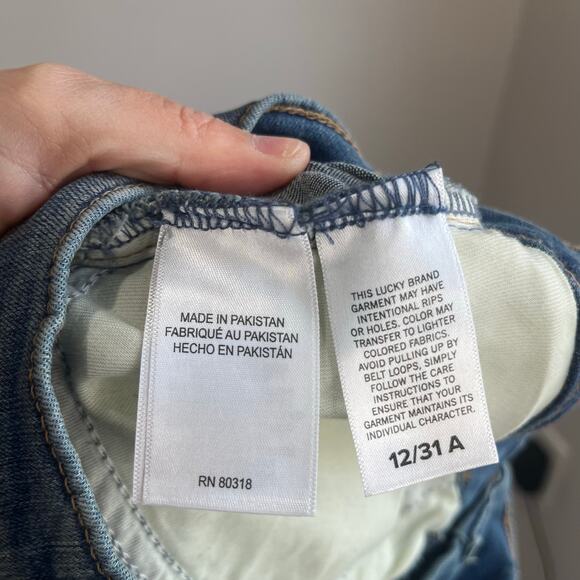 MADE IN PAKISTAN
FABRIQUÉ AU PAKISTAN
HECHO EN PAKISTÁN
RN 80318
THIS LUCKY BRAND
GARMENT MAY HAVE
INTENTIONAL RIPS
OR HOLES. COLOR MAY
TRANSFER TO LIGHTER
COLORED FABRICS.
AVOID PULLING UP BY
BELT LOOPS, SIMPLY
FOLLOW THE CARE
INSTRUCTIONS TO
ENSURE THAT YOUR
GARMENT MAINTAINS ITS
INDIVIDUAL CHARACTER.
12/31 A